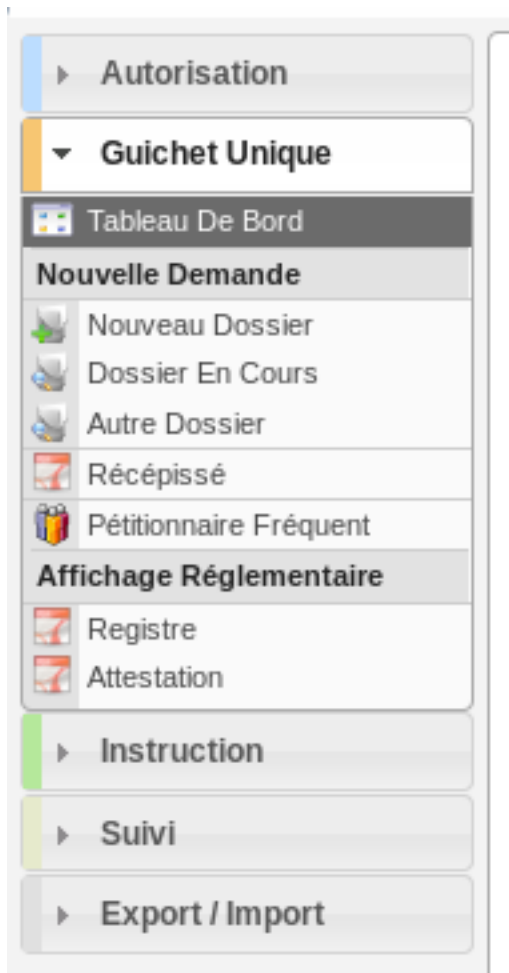 Autorisation
Guichet Unique
Tableau De Bord
Nouvelle Demande
Nouveau Dossier
Dossier En Cours
Autre Dossier
Récépissé
Pétitionnaire Fréquent
Affichage Réglementaire
Registre
Attestation
Instruction
Suivi
Export / Import